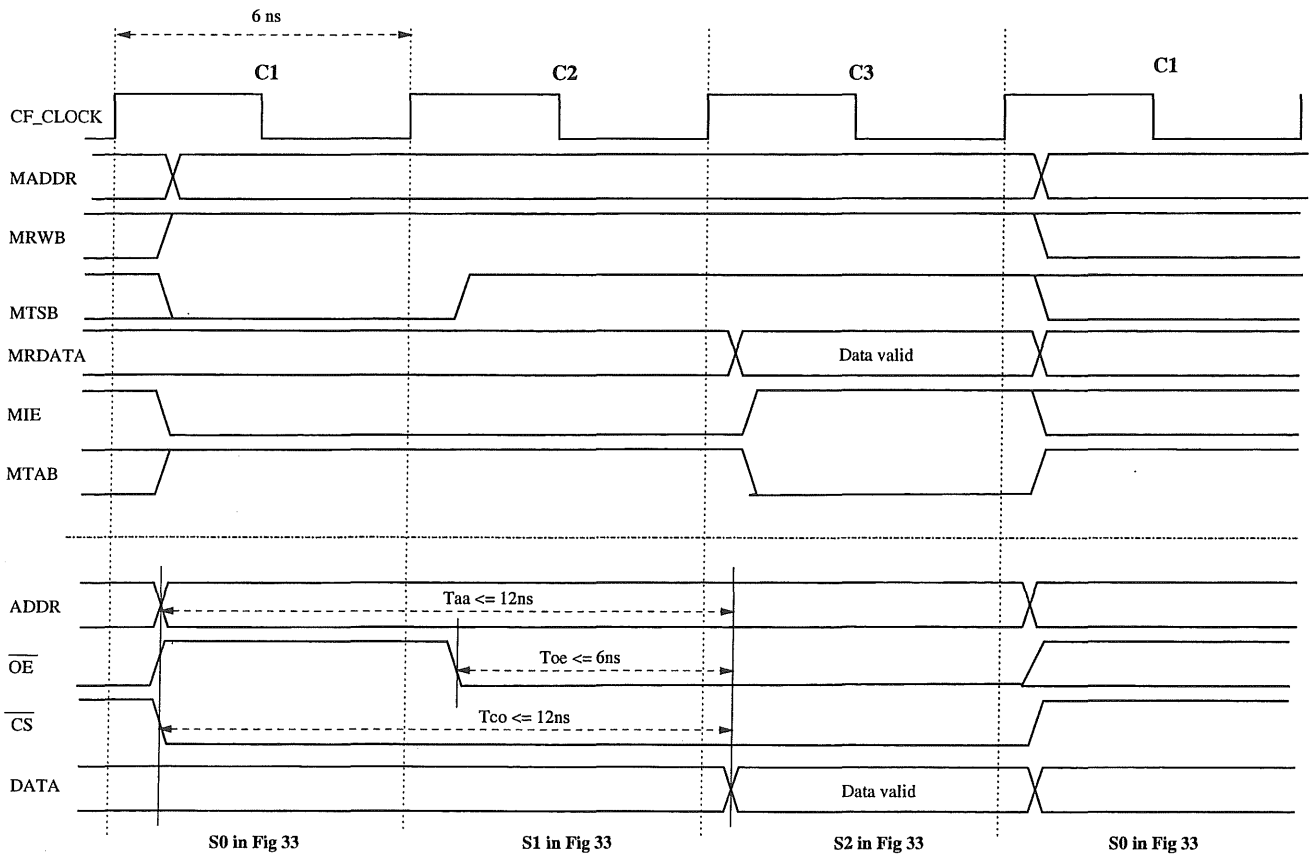 6 ns
C1
C2
C3
C1
CF_CLOCK
MADDR
MRWB
MTSB
MRDATA
Data valid
MIE
MTAB
ADDR
Taa <= 12ns
OE
Toe <= 6ns
CS
Tco <= 12ns
DATA
Data valid
S0 in Fig 33
S1 in Fig 33
S2 in Fig 33
S0 in Fig 33